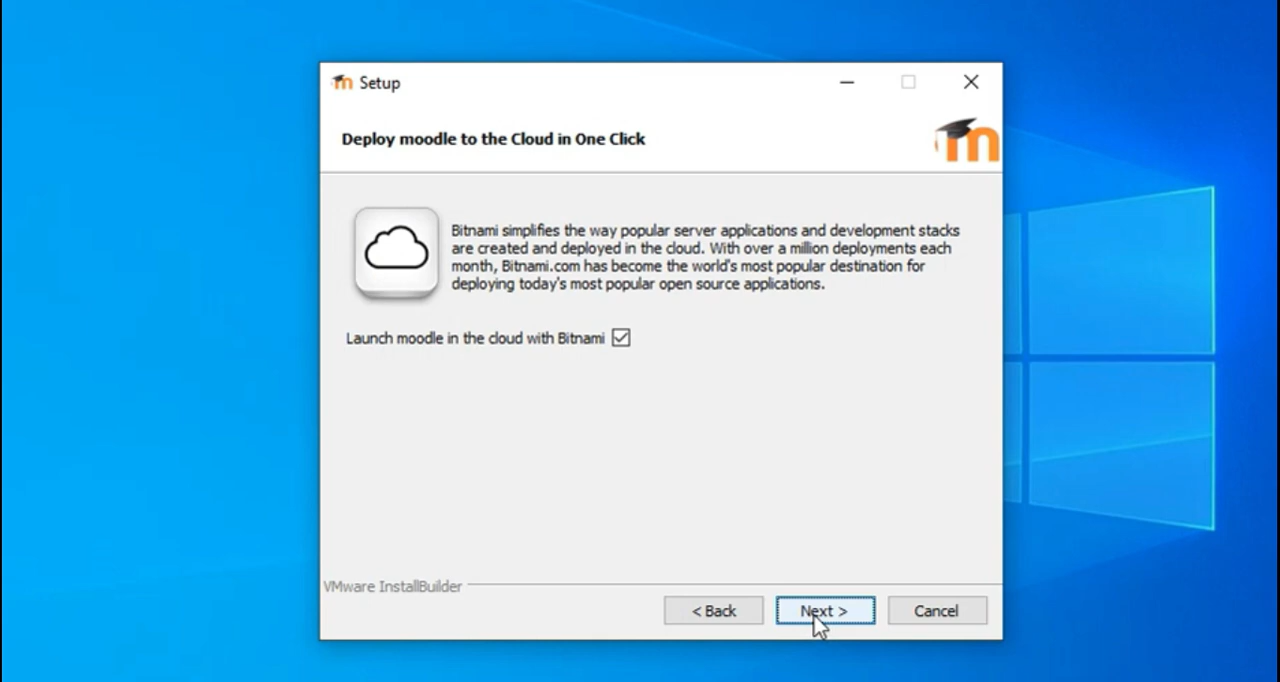 Setup
Deploy moodle to the Cloud in One Click
m
Bitnami simplifies the way popular server applications and development stacks
are created and deployed in the cloud. With over a million deployments each
month, Bitnami.com has become the world's most popular destination for
deploying today's most popular open source applications.
Launch moodle in the cloud with Bitnami
VMware InstallBuilder
< Back
Next >
Cancel